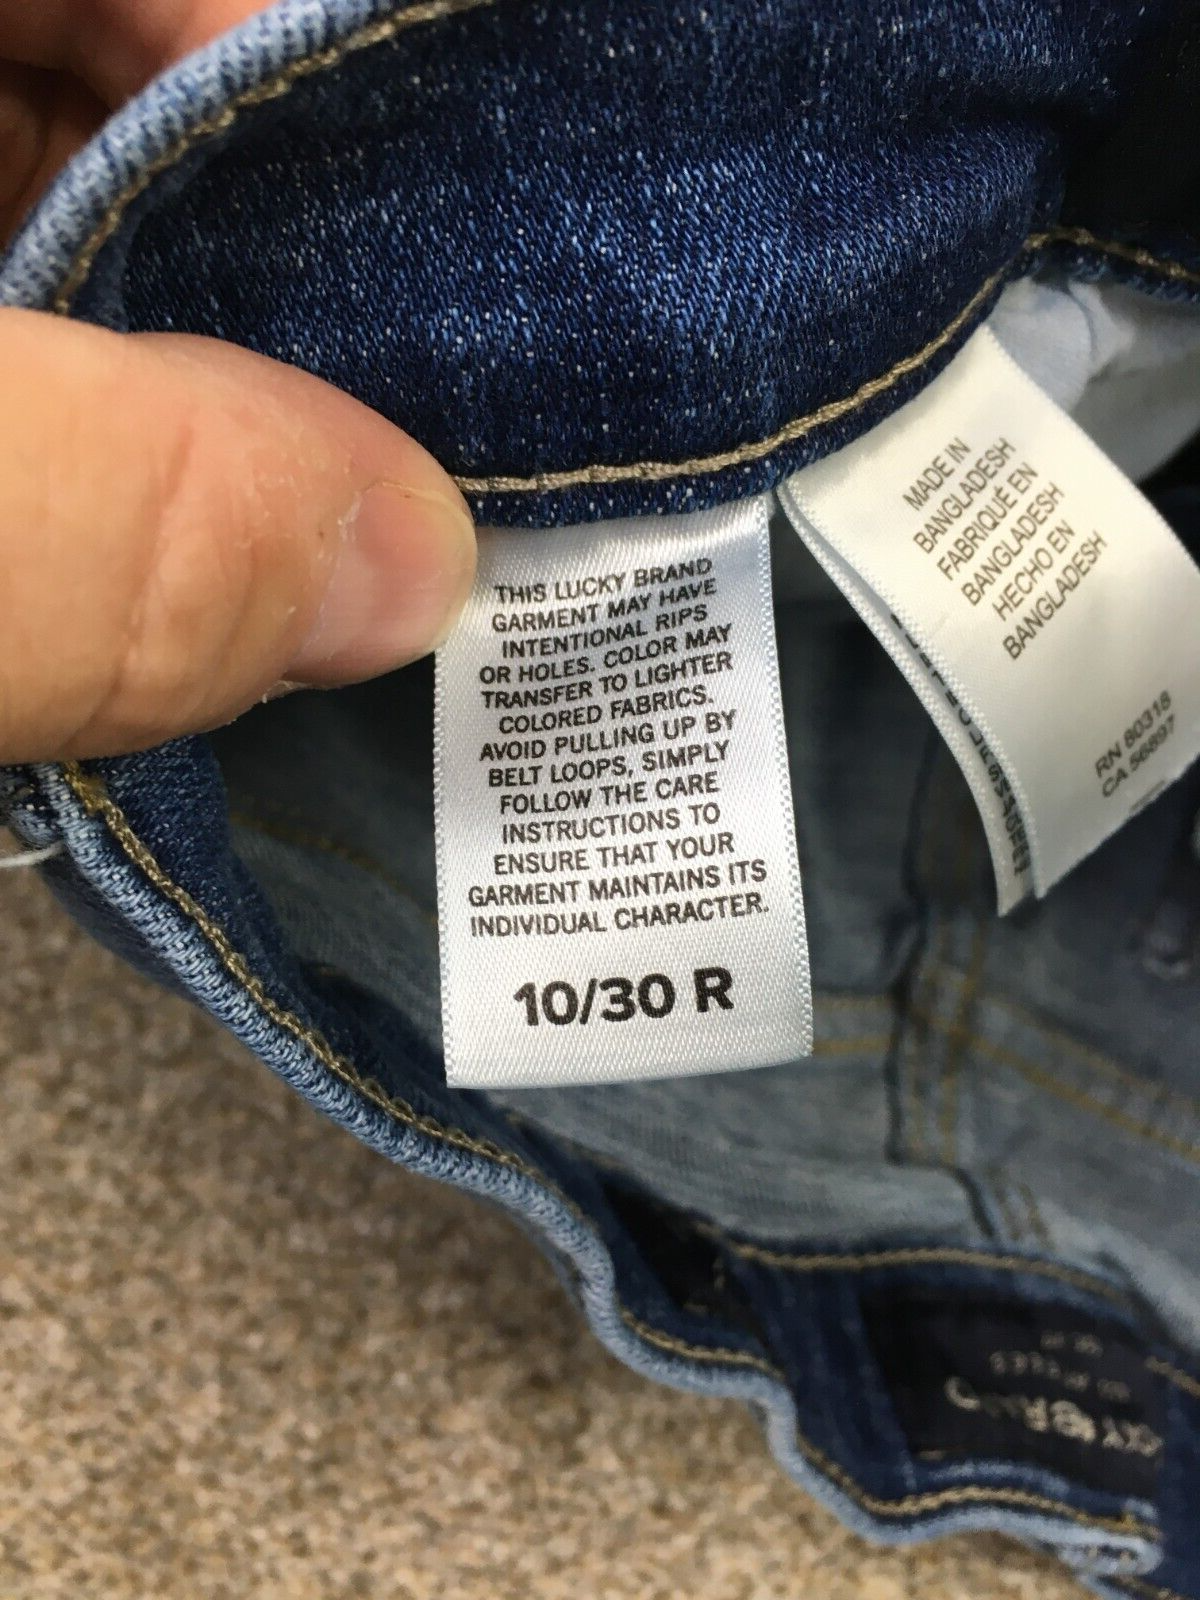 THIS LUCKY BRAND
GARMENT MAY HAVE
INTENTIONAL RIPS
OR HOLES. COLOR MAY
TRANSFER TO LIGHTER
COLORED FABRICS.
AVOID PULLING UP BY
BELT LOOPS, SIMPLY
FOLLOW THE CARE
INSTRUCTIONS TO
ENSURE THAT YOUR
GARMENT MAINTAINS ITS
INDIVIDUAL CHARACTER.
10/30 R
MADE IN
BANGLADESH
FABRIQUÉ EN
BANGLADESH
HECHO EN
BANGLADESH
RN 80318
CA 56897